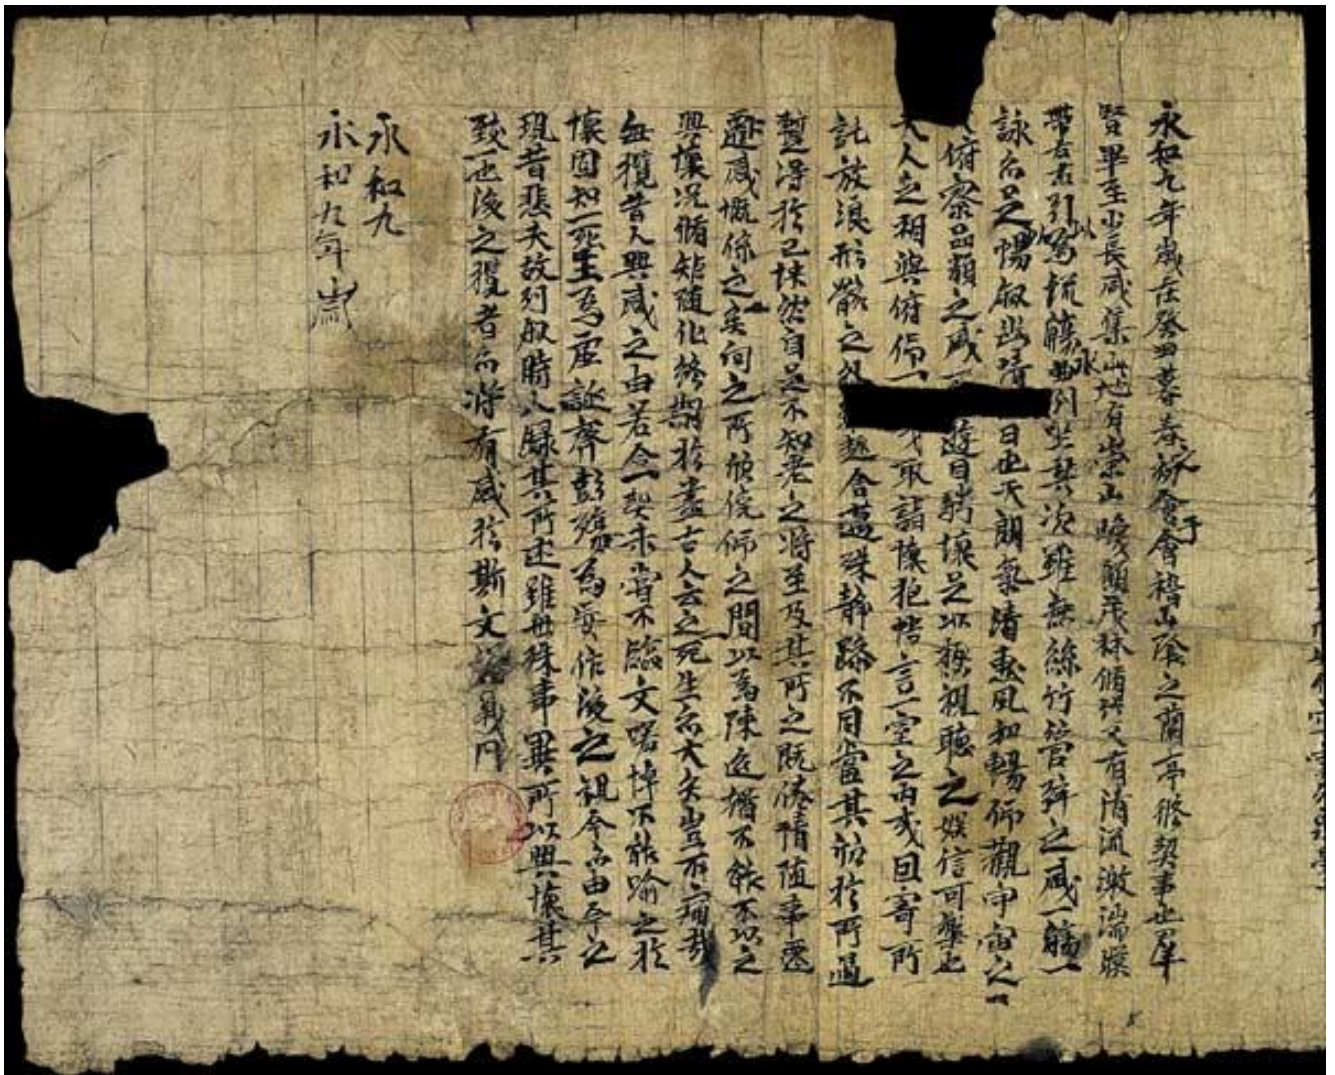 永和九年歲在癸丑暮春之初會于會稽山陰之蘭亭脩禊事也羣
賢畢至少長咸集此地有崇山峻領茂林脩竹又有清流激湍暎
帶左右引以為流觴曲水列坐其次雖無絲竹管絃之盛一觴一
詠亦足以暢叙幽情日也天朗氣清惠風和暢仰觀宇宙之
俯察品類之盛遊目騁懷足以極視聽之娛信可樂也
夫人之相與俯仰一或取諸懷抱悟言一室之內或因寄所
託放浪形骸之外趣舍萬殊靜躁不同當其欣於所遇
蹔得於己怏然自足不知老之將至及其所之既倦情隨事遷
感慨係之矣向之所欣俛仰之間以為陳迹猶不能不以之
興懷況脩短隨化終期於盡古人云之死生亦大矣豈不痛哉
每攬昔人興感之由若合一契未嘗不臨文嗟悼不能喻之於
懷固知一死生為虛誕齊彭殤為妄作後之視今亦由今之
視昔悲夫故列叙時人錄其所述雖世殊事異所以興懷其
致一也後之攬者亦將有感於斯文
永和九
永和九年歲